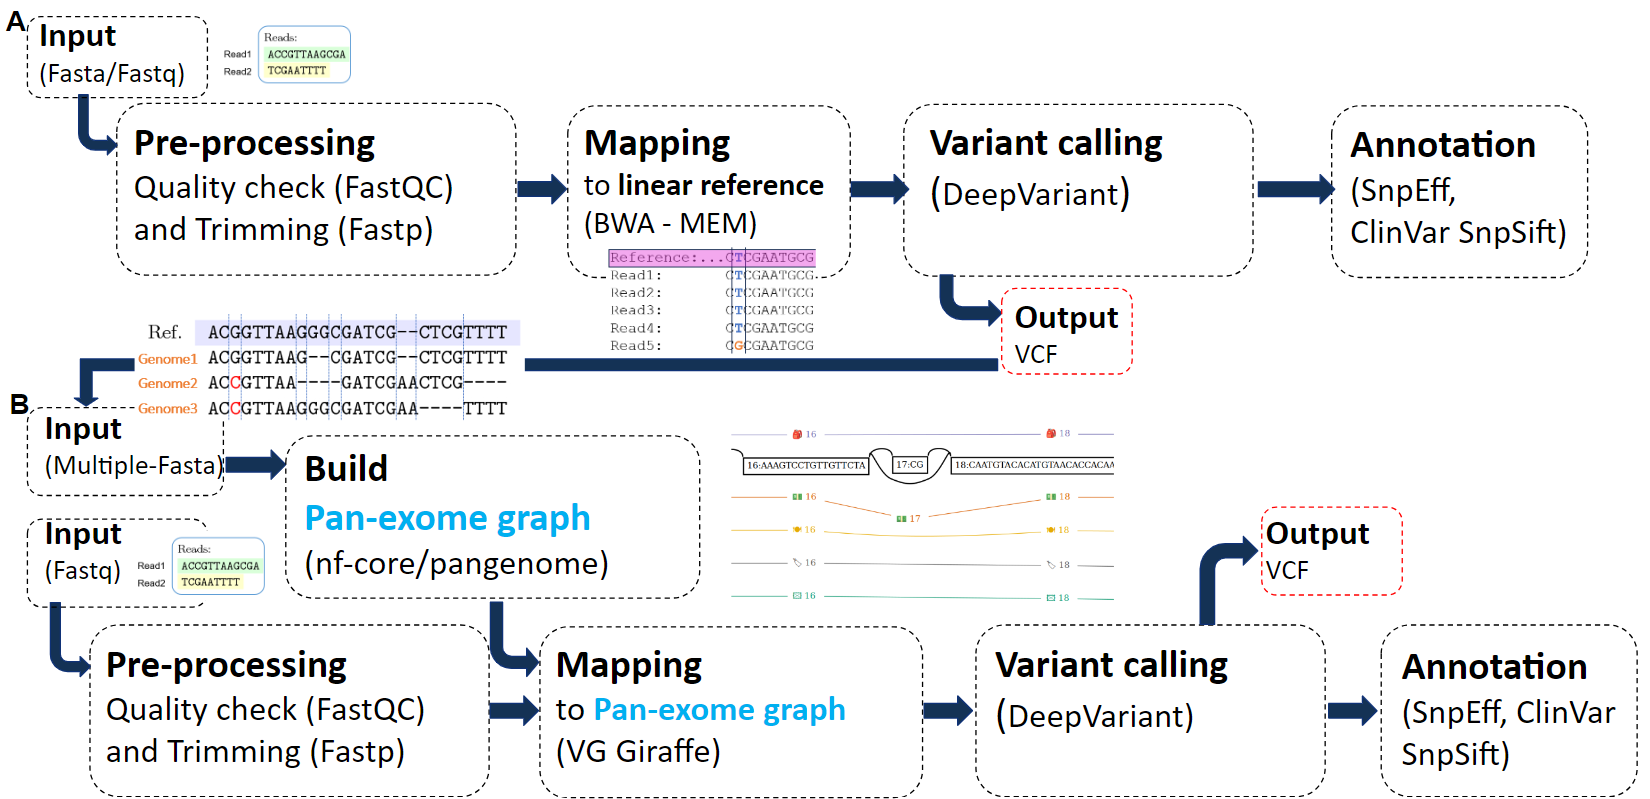 A
Input
(Fasta/Fastq)
Reads:
Read1 ACCGTTAAGCGA
Read2 TCGAATTTT
Pre-processing
Quality check (FastQC)
and Trimming (Fastp)
Mapping
to linear reference
(BWA - MEM)
Reference:...CTCGAATGCG
Read1: CTCGAATGCG
Read2: CTCGAATGCG
Read3: CTCGAATGCG
Read4: CTCGAATGCG
Read5: CGCGAATGCG
Variant calling
(DeepVariant)
Annotation
(SnpEff,
ClinVar SnpSift)
Output
VCF
Ref. ACGGTTAAGGGCGATCG--CTCGTTTT
Genome1 ACGGTTAAG--CGATCG--CTCGTTTT
Genome2 ACCGTTAA----GATCGAACTCG----
Genome3 ACCGTTAAGGGCGATCGAA----TTTT
B
Input
(Multiple-Fasta)
Build
Pan-exome graph
(nf-core/pangenome)
16 18
16:AAAGTCCTGTTGTTCTA 17:CG 18:CAATGTACACATGTAACACCACAA
16 18
17
16 18
16 18
16 18
Input
(Fastq)
Reads:
Read1 ACCGTTAAGCGA
Read2 TCGAATTTT
Pre-processing
Quality check (FastQC)
and Trimming (Fastp)
Mapping
to Pan-exome graph
(VG Giraffe)
Variant calling
(DeepVariant)
Output
VCF
Annotation
(SnpEff, ClinVar
SnpSift)